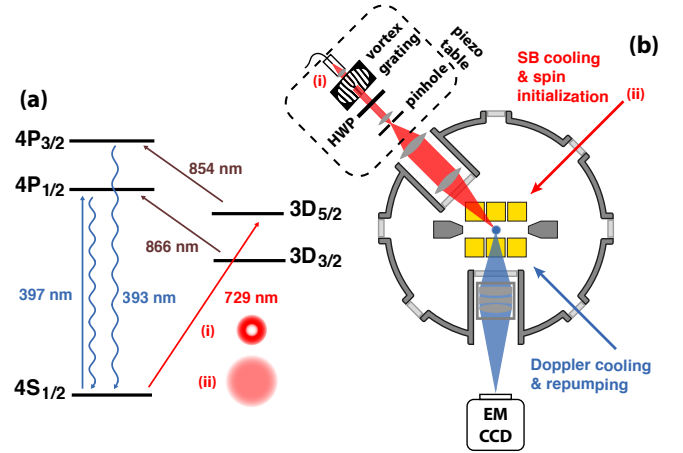 (a)
4P3/2
4P1/2
854 nm
3D5/2
866 nm
3D3/2
397 nm
393 nm
729 nm
(i)
(ii)
4S1/2
(b)
(i)
vortex
grating
piezo
table
HWP
pinhole
SB cooling
& spin
initialization
(ii)
Doppler cooling
& repumping
EM
CCD